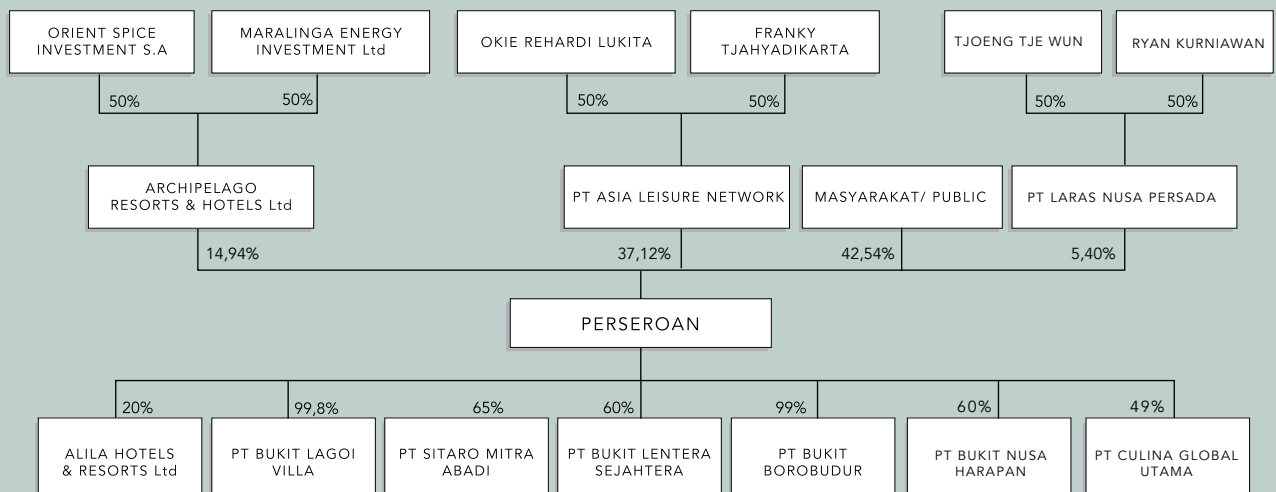 ORIENT SPICE
INVESTMENT S.A
MARALINGA ENERGY
INVESTMENT Ltd
OKIE REHARDI LUKITA
FRANKY
TJAHYADIKARTA
TJOENG TJE WUN
RYAN KURNIAWAN
50%
50%
50%
50%
50%
50%
ARCHIPELAGO
RESORTS & HOTELS Ltd
PT ASIA LEISURE NETWORK
MASYARAKAT/ PUBLIC
PT LARAS NUSA PERSADA
14,94%
37,12%
42,54%
5,40%
PERSEROAN
20%
99,8%
65%
60%
99%
60%
49%
ALILA HOTELS
& RESORTS Ltd
PT BUKIT LAGOI
VILLA
PT SITARO MITRA
ABADI
PT BUKIT LENTERA
SEJAHTERA
PT BUKIT
BOROBUDUR
PT BUKIT NUSA
HARAPAN
PT CULINA GLOBAL
UTAMA